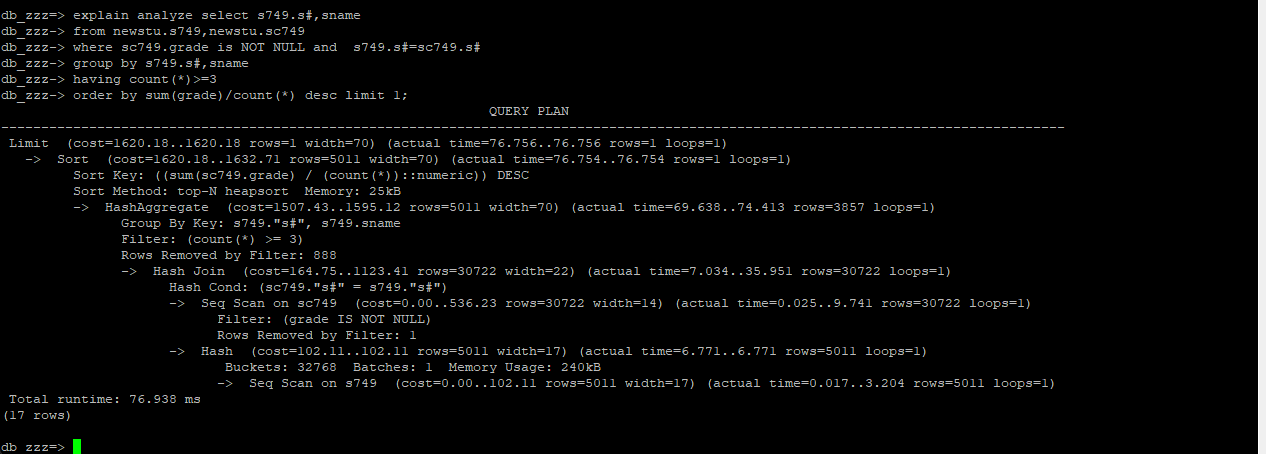 db_zzz=> explain analyze select s749.s#,sname
db_zzz-> from newstu.s749,newstu.sc749
db_zzz-> where sc749.grade is NOT NULL and  s749.s#=sc749.s#
db_zzz-> group by s749.s#,sname
db_zzz-> having count(*)>=3
db_zzz-> order by sum(grade)/count(*) desc limit 1;
QUERY PLAN
-------------------------------------------------------------------------------------------------------------------------------------
Limit  (cost=1620.18..1620.18 rows=1 width=70) (actual time=76.756..76.756 rows=1 loops=1)
->  Sort  (cost=1620.18..1632.71 rows=5011 width=70) (actual time=76.754..76.754 rows=1 loops=1)
Sort Key: ((sum(sc749.grade) / (count(*))::numeric)) DESC
Sort Method: top-N heapsort  Memory: 25kB
->  HashAggregate  (cost=1507.43..1595.12 rows=5011 width=70) (actual time=69.638..74.413 rows=3857 loops=1)
Group By Key: s749."s#", s749.sname
Filter: (count(*) >= 3)
Rows Removed by Filter: 888
->  Hash Join  (cost=164.75..1123.41 rows=30722 width=22) (actual time=7.034..35.951 rows=30722 loops=1)
Hash Cond: (sc749."s#" = s749."s#")
->  Seq Scan on sc749  (cost=0.00..536.23 rows=30722 width=14) (actual time=0.025..9.741 rows=30722 loops=1)
Filter: (grade IS NOT NULL)
Rows Removed by Filter: 1
->  Hash  (cost=102.11..102.11 rows=5011 width=17) (actual time=6.771..6.771 rows=5011 loops=1)
Buckets: 32768  Batches: 1  Memory Usage: 240kB
->  Seq Scan on s749  (cost=0.00..102.11 rows=5011 width=17) (actual time=0.017..3.204 rows=5011 loops=1)
Total runtime: 76.938 ms
(17 rows)
db_zzz=>